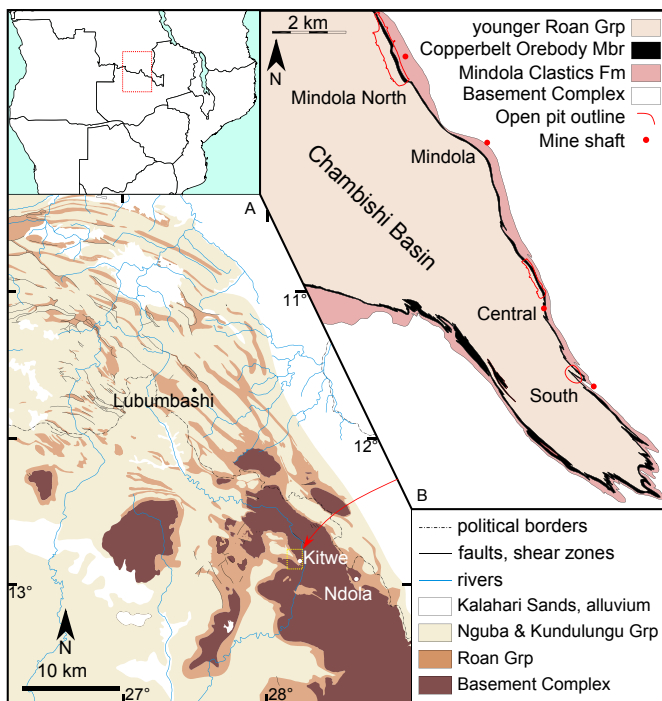 2 km
N
younger Roan Grp
Copperbelt Orebody Mbr
Mindola Clastics Fm
Basement Complex
Open pit outline
Mine shaft
Mindola North
Mindola
Chambishi Basin
Central
South
B
A
11°
12°
Lubumbashi
Kitwe
Ndola
13°
N
10 km
27°
28°
political borders
faults, shear zones
rivers
Kalahari Sands, alluvium
Nguba & Kundulungu Grp
Roan Grp
Basement Complex